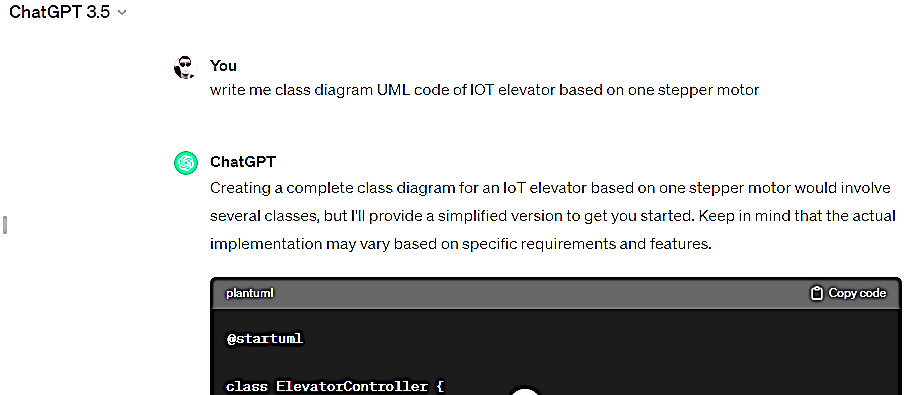 ChatGPT 3.5
You
write me class diagram UML code of IOT elevator based on one stepper motor
ChatGPT
Creating a complete class diagram for an IoT elevator based on one stepper motor would involve
several classes, but I'll provide a simplified version to get you started. Keep in mind that the actual
implementation may vary based on specific requirements and features.
plantuml
Copy code
@startuml
class ElevatorController {